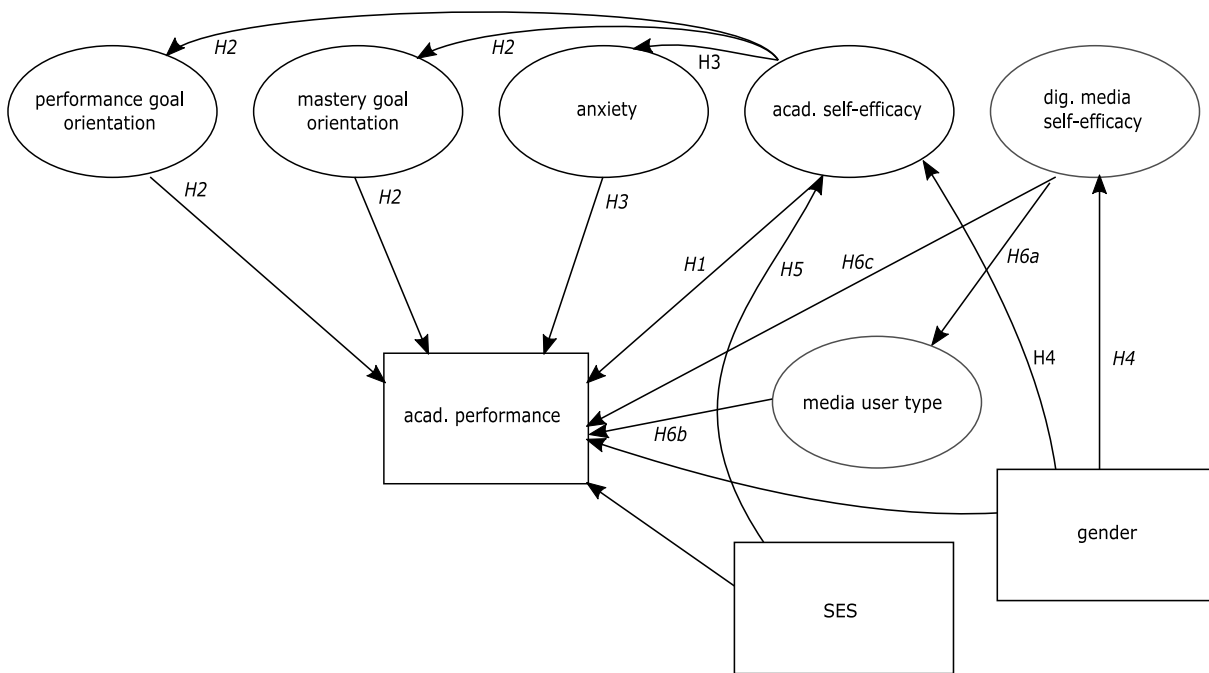 H2
H2
H3
performance goal
orientation
mastery goal
orientation
anxiety
acad. self-efficacy
dig. media
self-efficacy
H2
H2
H3
H1
H5
H6c
H6a
H4
H4
acad. performance
media user type
H6b
gender
SES